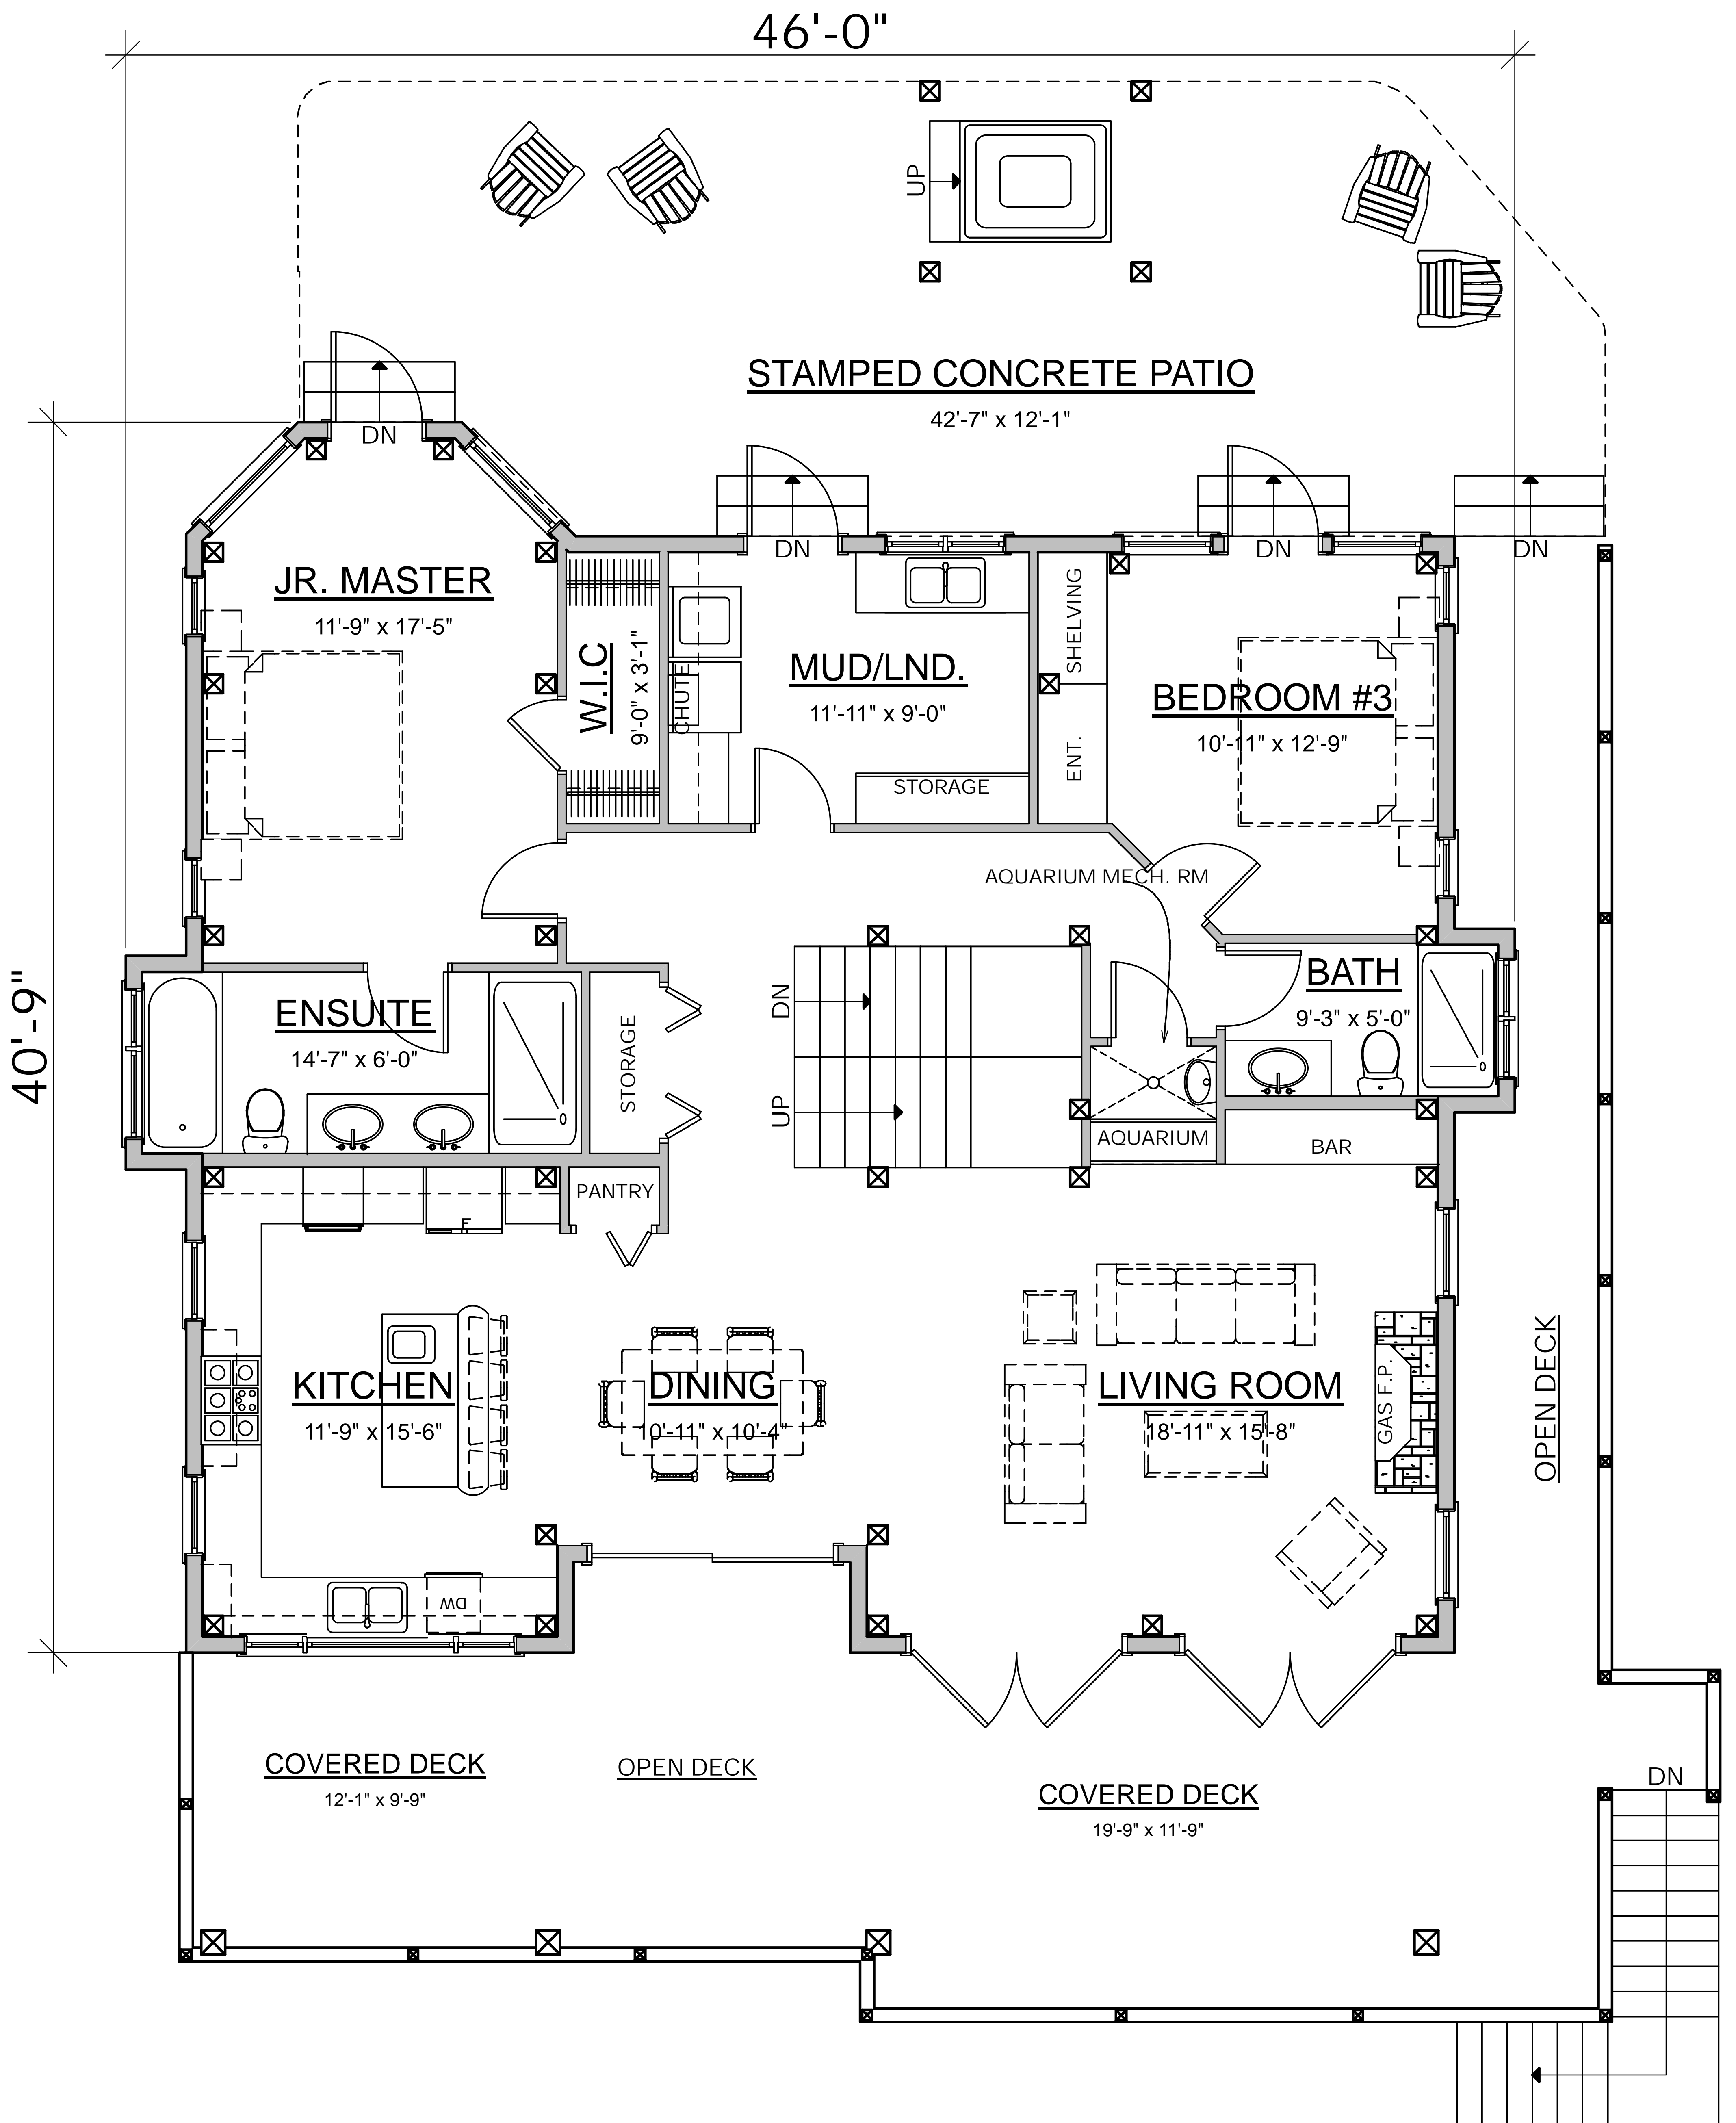 46'-0"
UP
STAMPED CONCRETE PATIO
42'-7" x 12'-1"
DN
DN
DN
DN
JR. MASTER
11'-9" x 17'-5"
W.I.C
9'-0" x 3'-1"
CHUTE
MUD/LND.
11'-11" x 9'-0"
STORAGE
SHELVING
ENT.
BEDROOM #3
10'-11" x 12'-9"
AQUARIUM MECH. RM
40'-9"
ENSUITE
14'-7" x 6'-0"
STORAGE
DN
UP
BATH
9'-3" x 5'-0"
AQUARIUM
BAR
PANTRY
F
KITCHEN
11'-9" x 15'-6"
DINING
10'-11" x 10'-4"
LIVING ROOM
18'-11" x 15'-8"
GAS F.P.
OPEN DECK
DW
COVERED DECK
12'-1" x 9'-9"
OPEN DECK
COVERED DECK
19'-9" x 11'-9"
DN